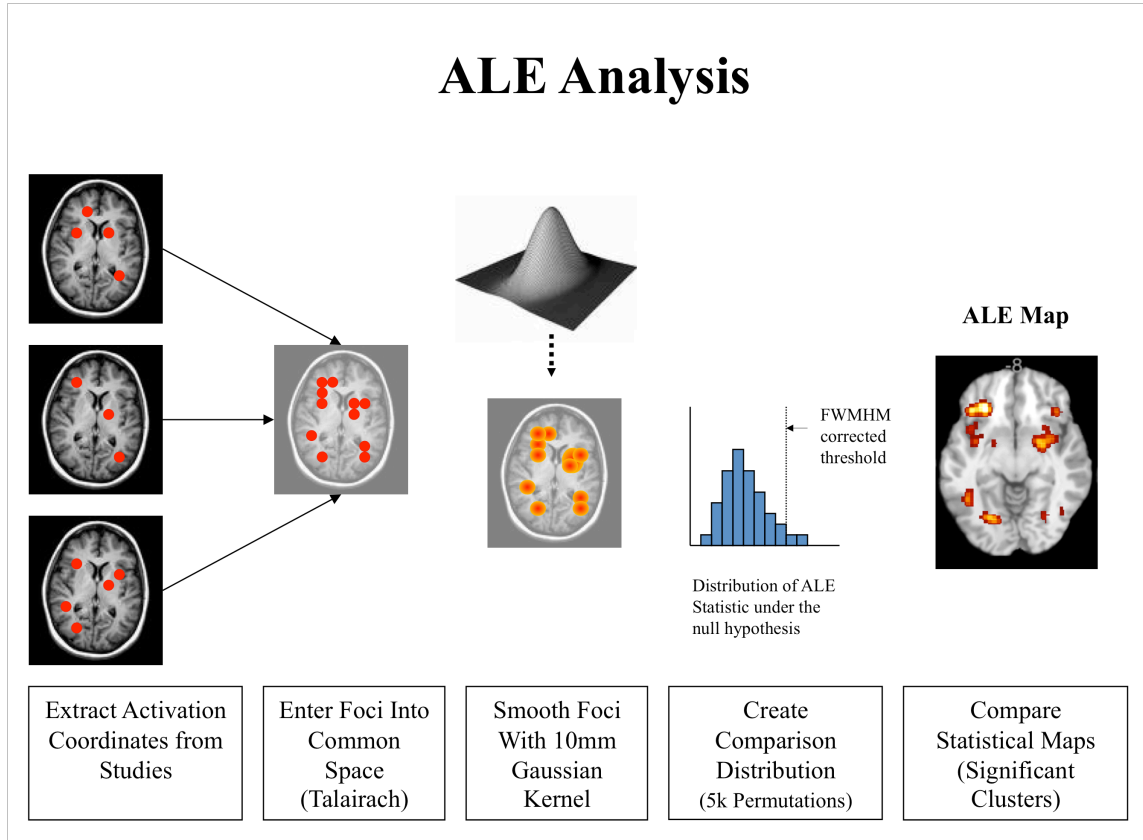 ALE Analysis
ALE Map
-8
FWMHM
corrected
threshold
Distribution of ALE
Statistic under the
null hypothesis
Extract Activation
Coordinates from
Studies
Enter Foci Into
Common
Space
(Talairach)
Smooth Foci
With 10mm
Gaussian
Kernel
Create
Comparison
Distribution
(5k Permutations)
Compare
Statistical Maps
(Significant
Clusters)